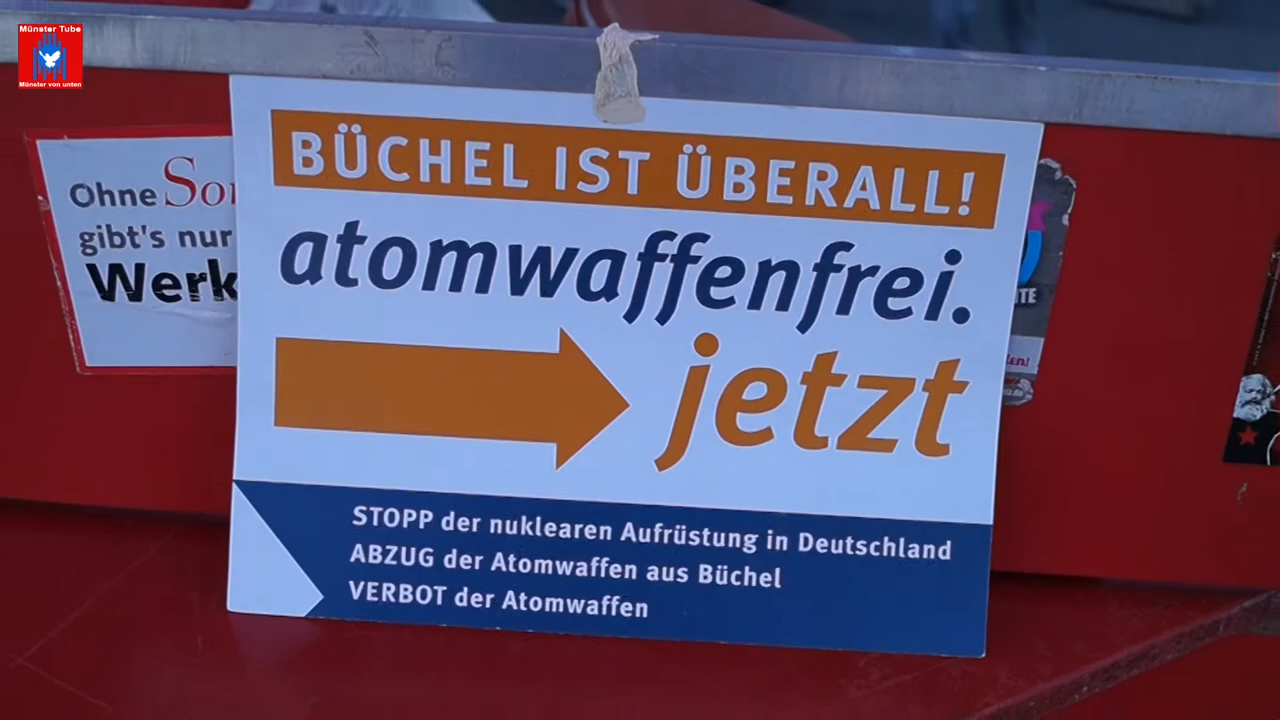 Münster Tube
Münster von unten
Ohne
gibt's nur
Werk
BÜCHEL IST ÜBERALL!
atomwaffenfrei.
jetzt
STOPP der nuklearen Aufrüstung in Deutschland
ABZUG der Atomwaffen aus Büchel
VERBOT der Atomwaffen